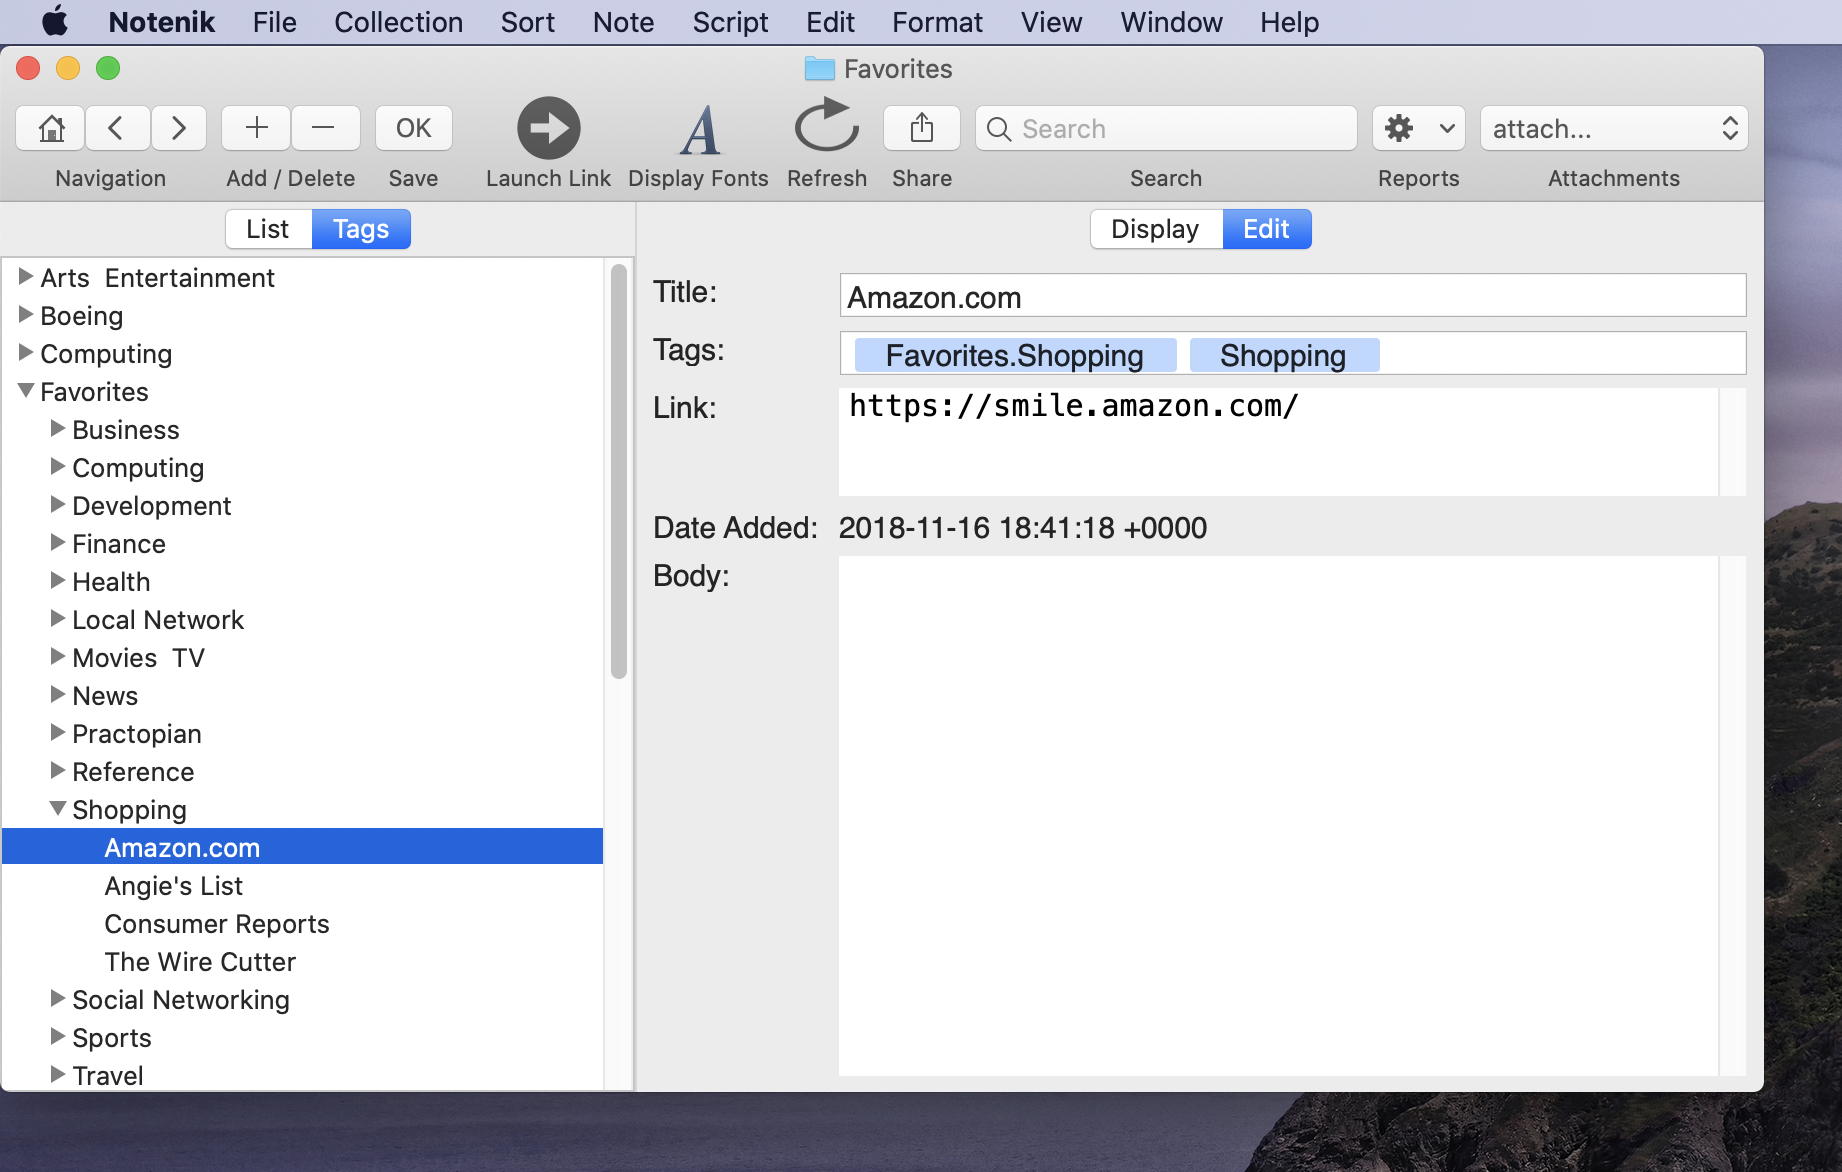 Notenik File Collection Sort Note Script Edit Format View Window Help
Favorites
OK Search attach...
Navigation Add / Delete Save Launch Link Display Fonts Refresh Share Search Reports Attachments
List Tags
Display Edit
Arts  Entertainment
Boeing
Computing
Favorites
Business
Computing
Development
Finance
Health
Local Network
Movies  TV
News
Practopian
Reference
Shopping
Amazon.com
Angie's List
Consumer Reports
The Wire Cutter
Social Networking
Sports
Travel
Title: Amazon.com
Tags: Favorites.Shopping Shopping
Link: https://smile.amazon.com/
Date Added: 2018-11-16 18:41:18 +0000
Body: